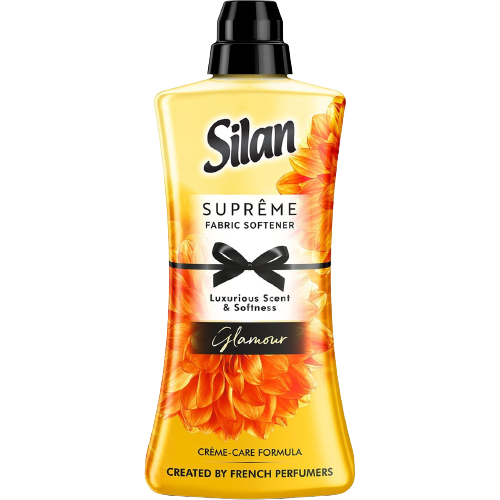 Silan
SUPRÊME
FABRIC SOFTENER
Luxurious Scent
& Softness
Glamour
CRÈME-CARE FORMULA
CREATED BY FRENCH PERFUMERS